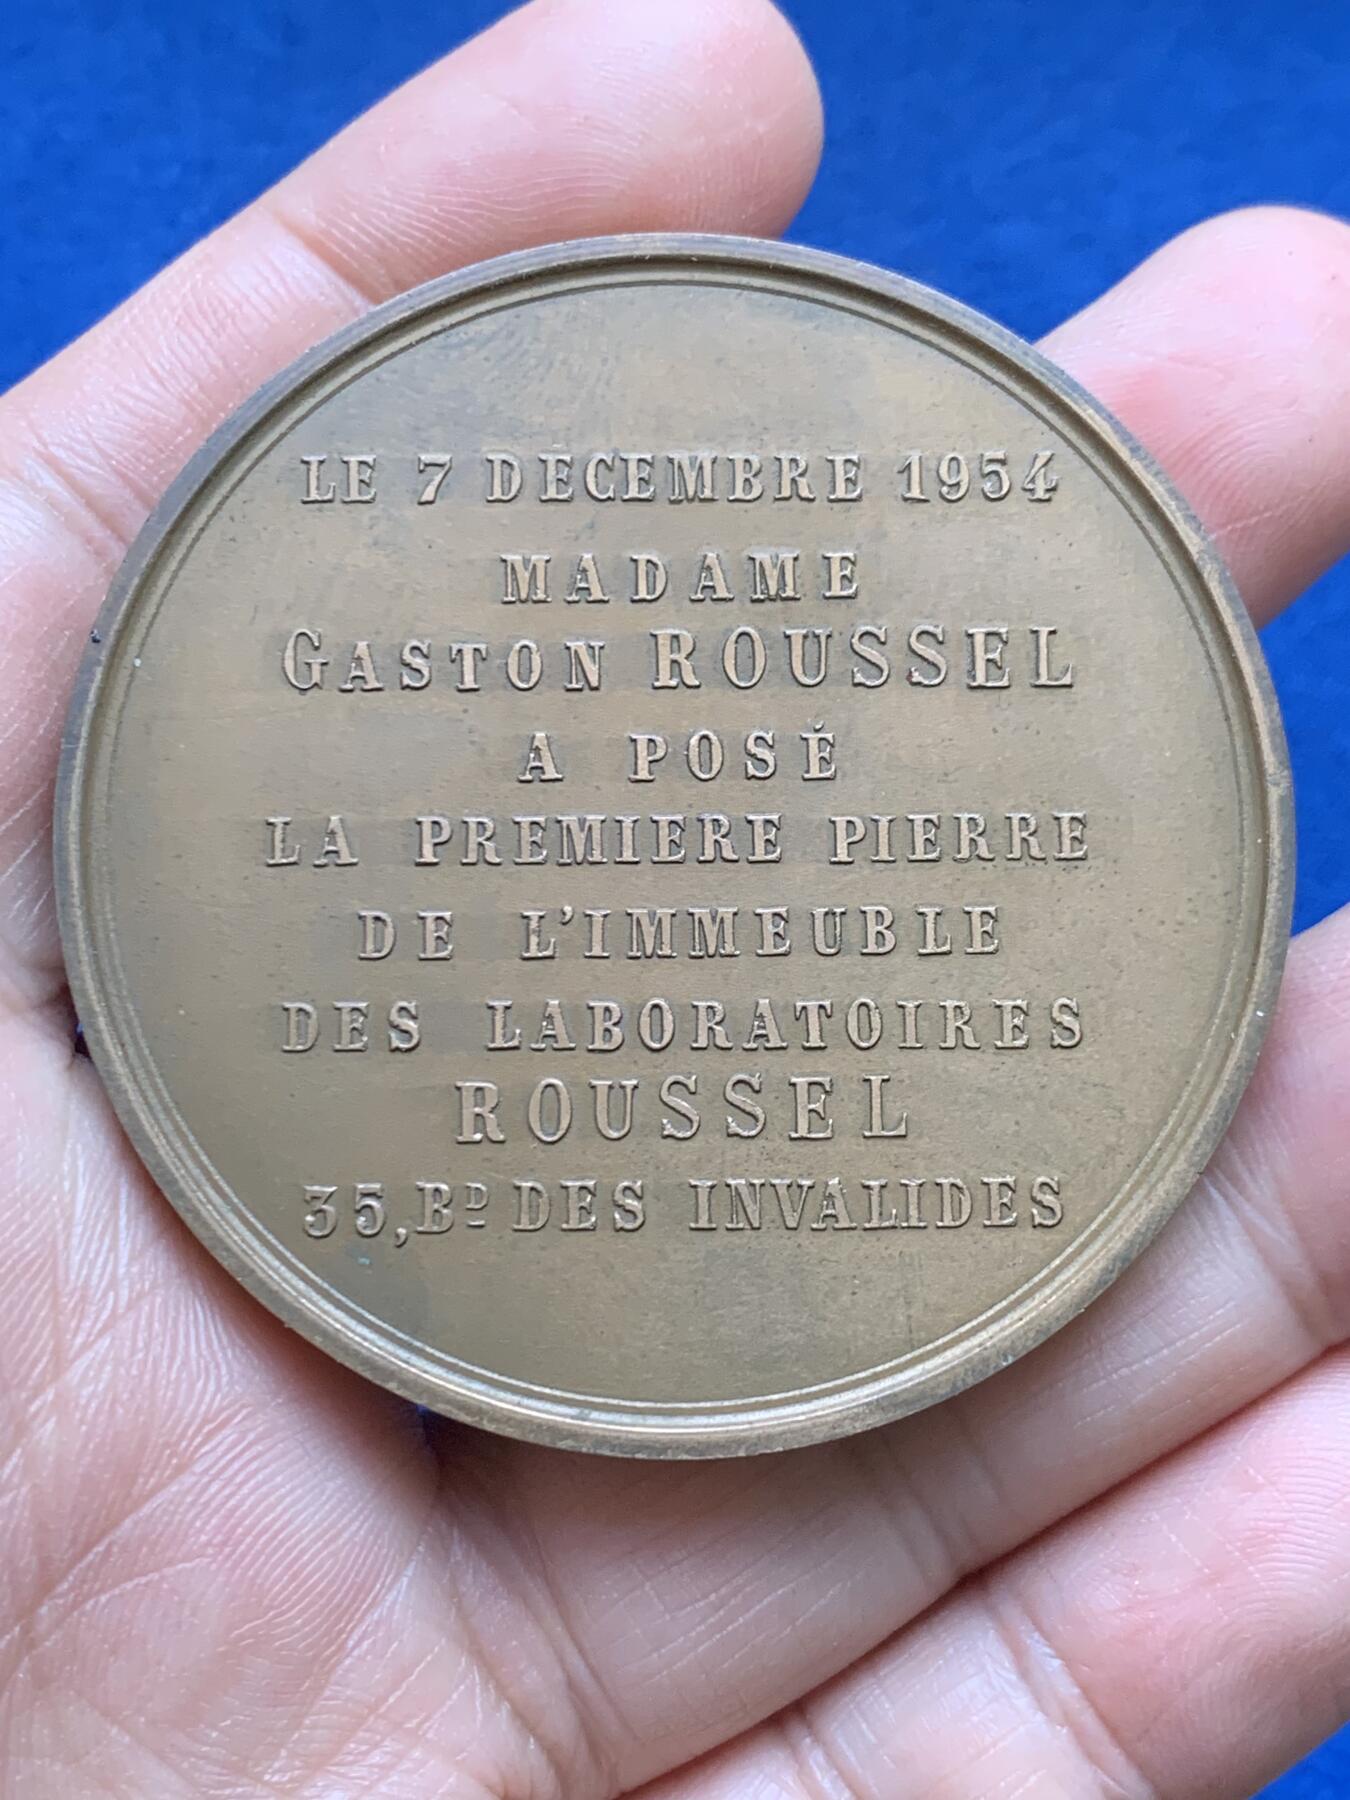 LE 7 DÉCEMBRE 1954
MADAME
GASTON ROUSSEL
A POSÉ
LA PREMIERE PIERRE
DE L'IMMEUBLE
DES LABORATOIRES
ROUSSEL
35, BD DES INVALIDES